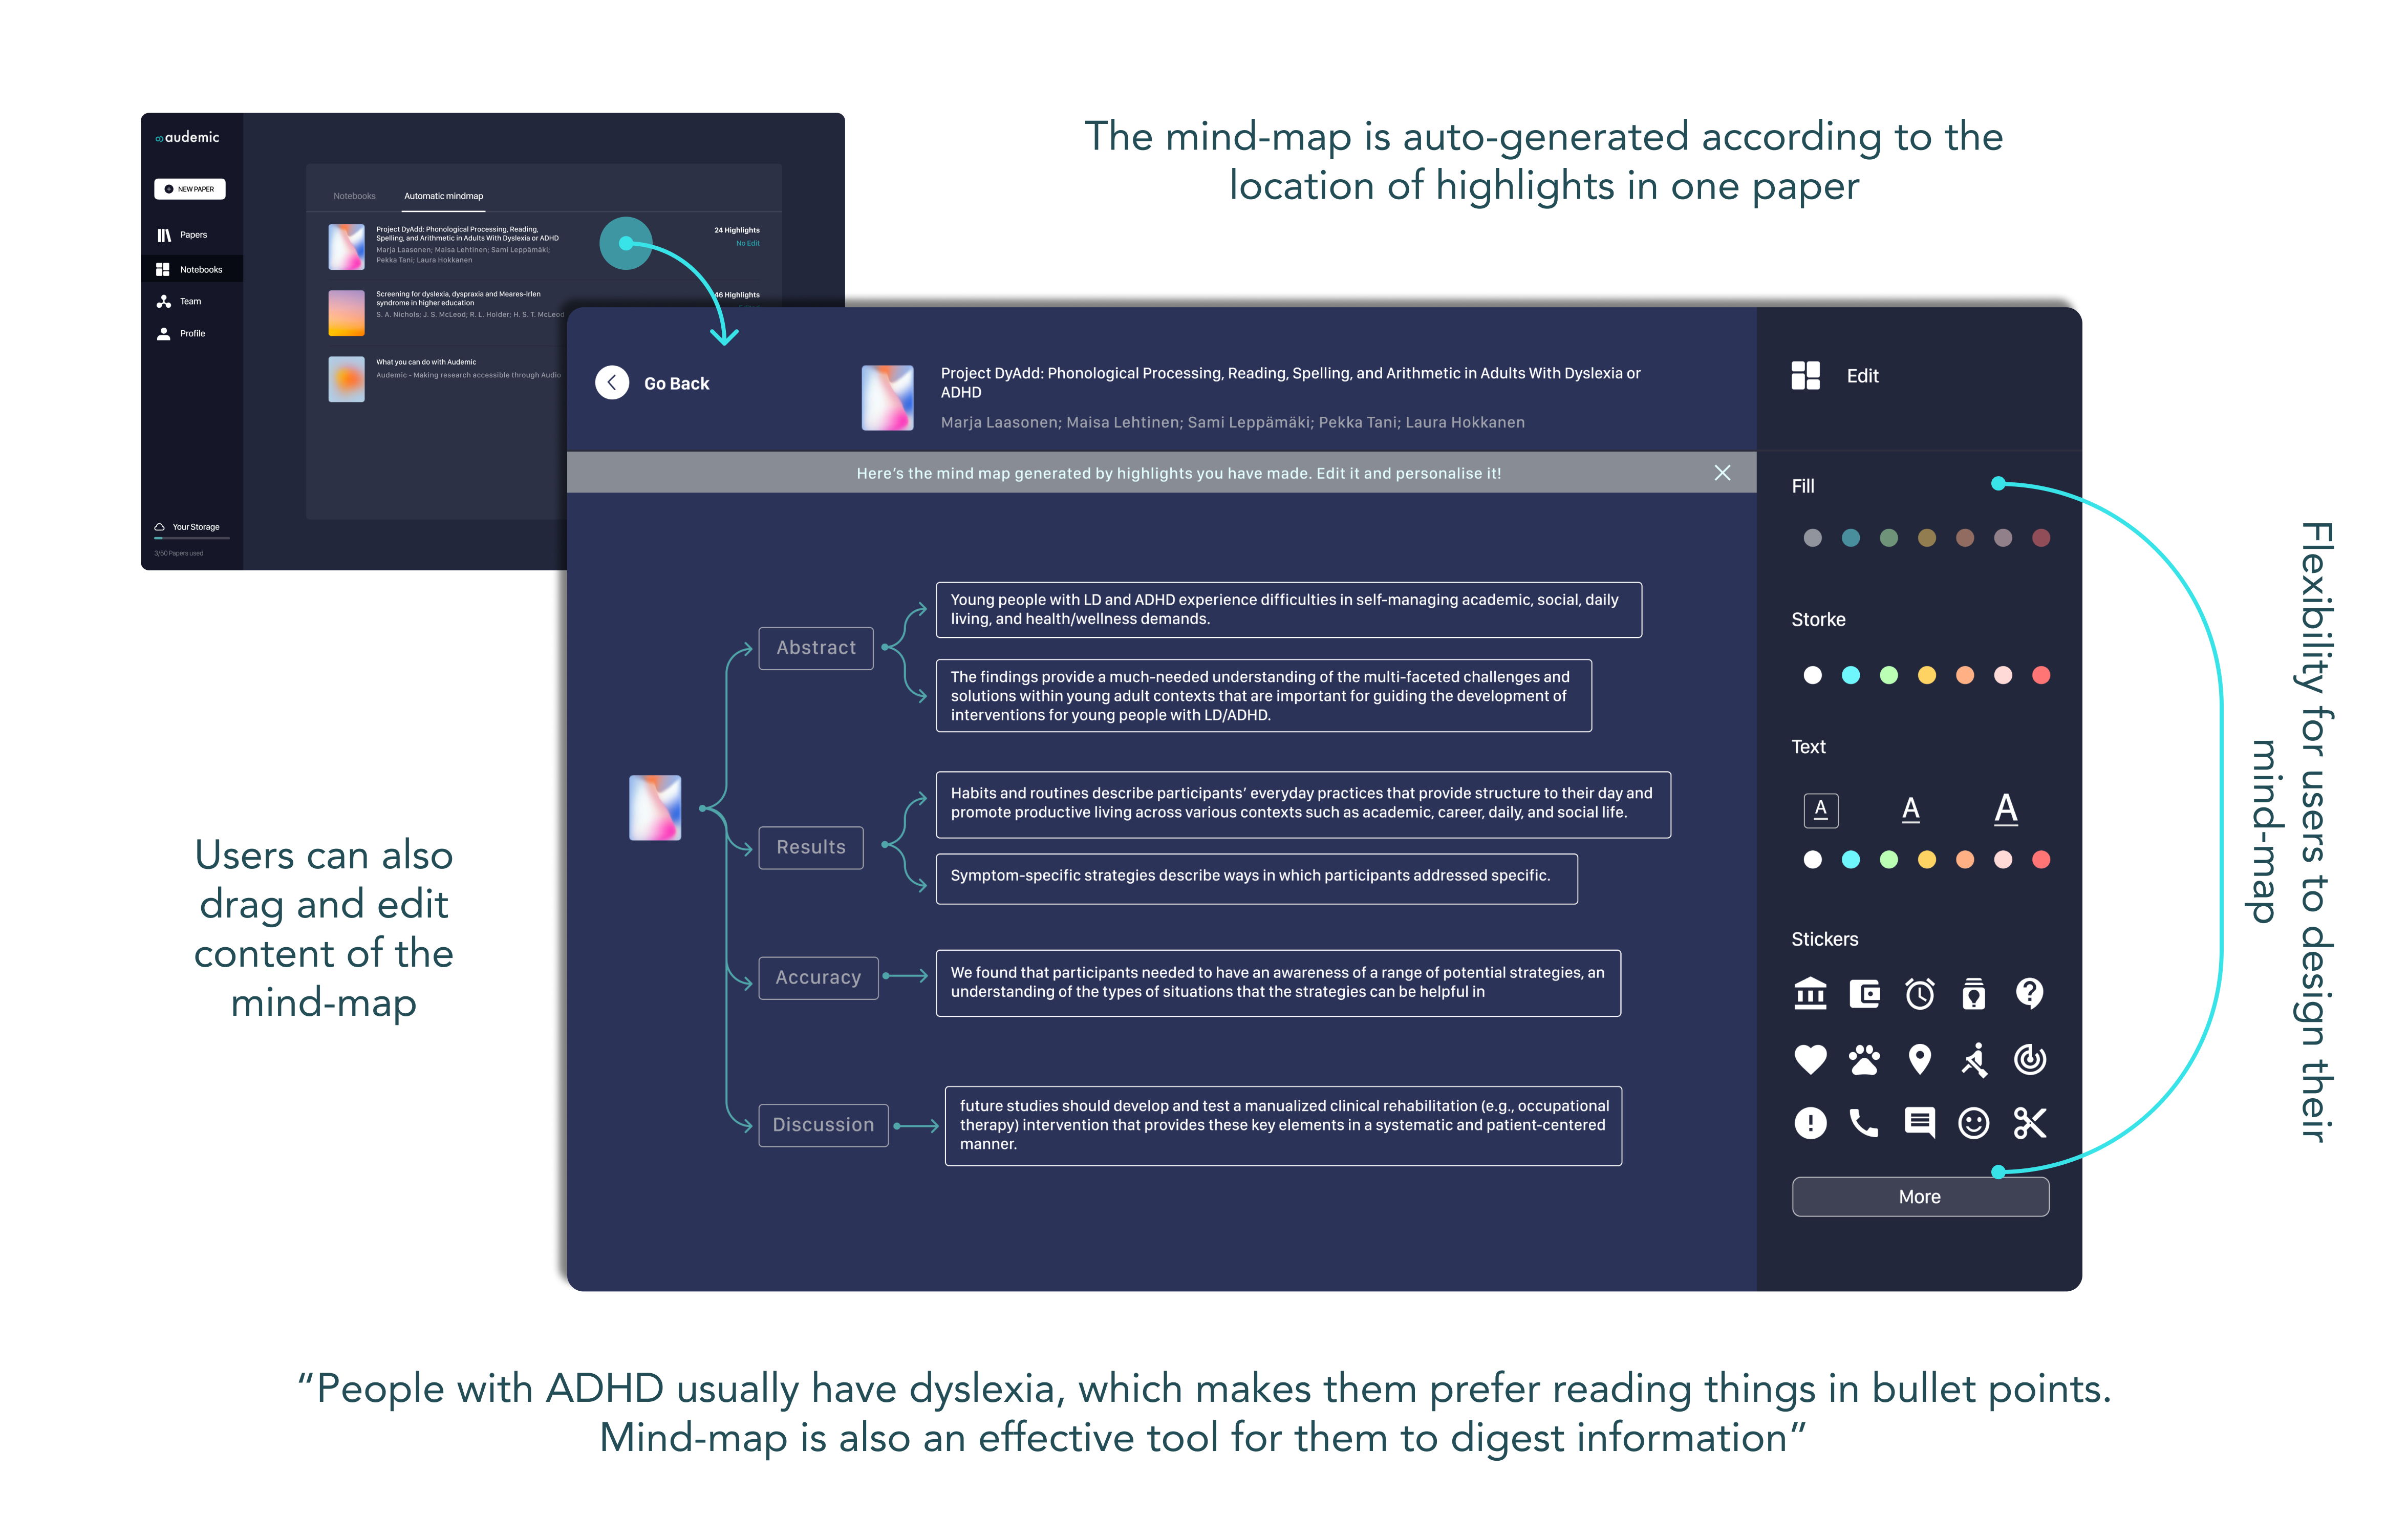 audemic
NEW PAPER
Papers
Notebooks
Team
Profile
Your Storage
3/50 Papers used
Notebooks
Automatic mindmap
Project DyAdd: Phonological Processing, Reading,
Spelling, and Arithmetic in Adults With Dyslexia or ADHD
Marja Laasonen; Maisa Lehtinen; Sami Leppämäki;
Pekka Tani; Laura Hokkanen
24 Highlights
No Edit
Screening for dyslexia, dyspraxia and Meares-Irlen
syndrome in higher education
S. A. Nichols; J. S. McLeod; R. L. Holder; H. S. T. McLeod
46 Highlights
What you can do with Audemic
Audemic - Making research accessible through Audio
The mind-map is auto-generated according to the
location of highlights in one paper
Go Back
Project DyAdd: Phonological Processing, Reading, Spelling, and Arithmetic in Adults With Dyslexia or
ADHD
Marja Laasonen; Maisa Lehtinen; Sami Leppämäki; Pekka Tani; Laura Hokkanen
Here's the mind map generated by highlights you have made. Edit it and personalise it!
Abstract
Young people with LD and ADHD experience difficulties in self-managing academic, social, daily
living, and health/wellness demands.
The findings provide a much-needed understanding of the multi-faceted challenges and
solutions within young adult contexts that are important for guiding the development of
interventions for young people with LD/ADHD.
Results
Habits and routines describe participants' everyday practices that provide structure to their day and
promote productive living across various contexts such as academic, career, daily, and social life.
Symptom-specific strategies describe ways in which participants addressed specific.
Accuracy
We found that participants needed to have an awareness of a range of potential strategies, an
understanding of the types of situations that the strategies can be helpful in
Discussion
future studies should develop and test a manualized clinical rehabilitation (e.g., occupational
therapy) intervention that provides these key elements in a systematic and patient-centered
manner.
Edit
Fill
Storke
Text
A A A
Stickers
More
Flexibility for users to design their
mind-map
Users can also
drag and edit
content of the
mind-map
“People with ADHD usually have dyslexia, which makes them prefer reading things in bullet points.
Mind-map is also an effective tool for them to digest information”